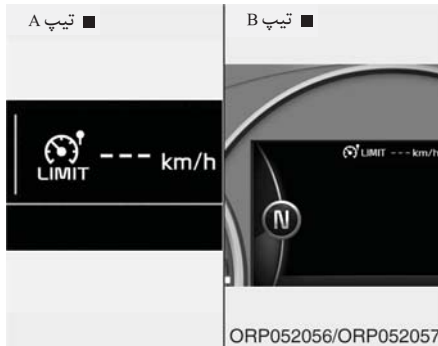 ■ تیپ A
■ تیپ B
LIMIT --- km/h
LIMIT --- km/h
N
ORP052056/ORP052057